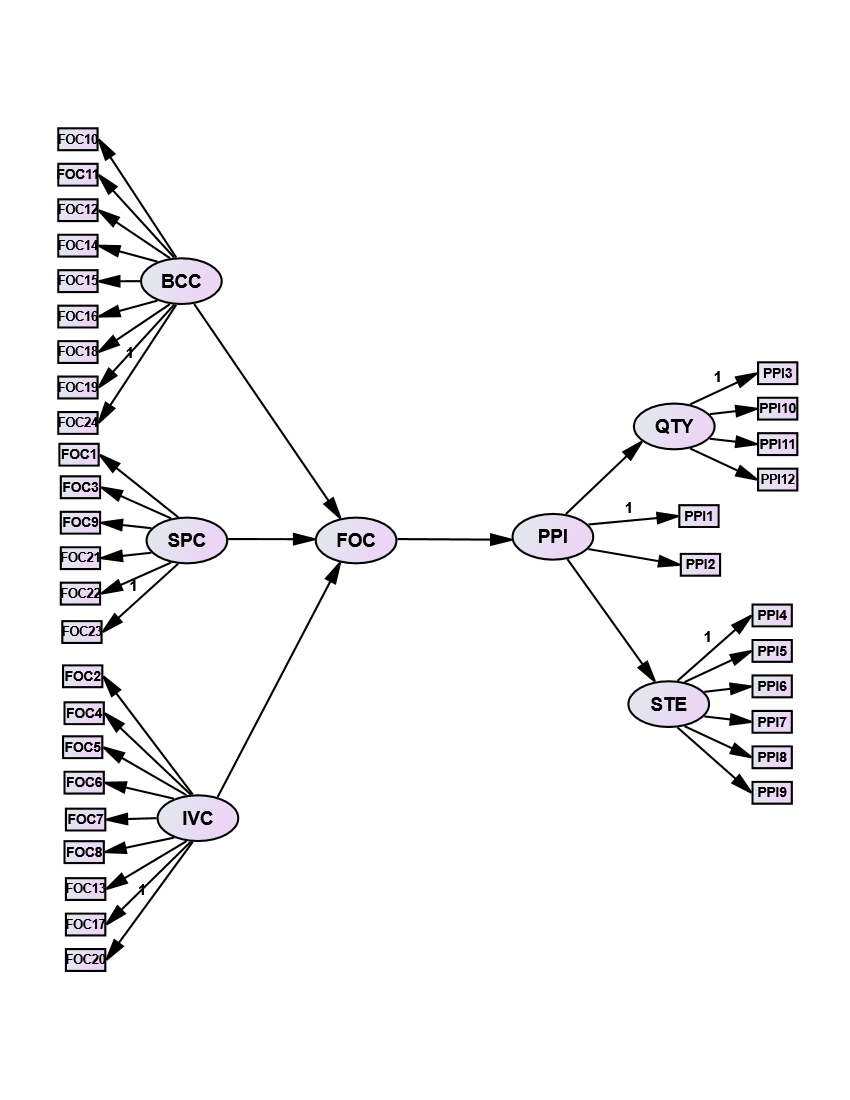 FOC10
FOC11
FOC12
FOC14
FOC15
FOC16
FOC18
FOC19
FOC24
1
BCC
FOC1
FOC3
FOC9
FOC21
FOC22
FOC23
1
SPC
FOC2
FOC4
FOC5
FOC6
FOC7
FOC8
FOC13
FOC17
FOC20
1
IVC
FOC
PPI
QTY
1
PPI3
PPI10
PPI11
PPI12
1
PPI1
PPI2
STE
1
PPI4
PPI5
PPI6
PPI7
PPI8
PPI9